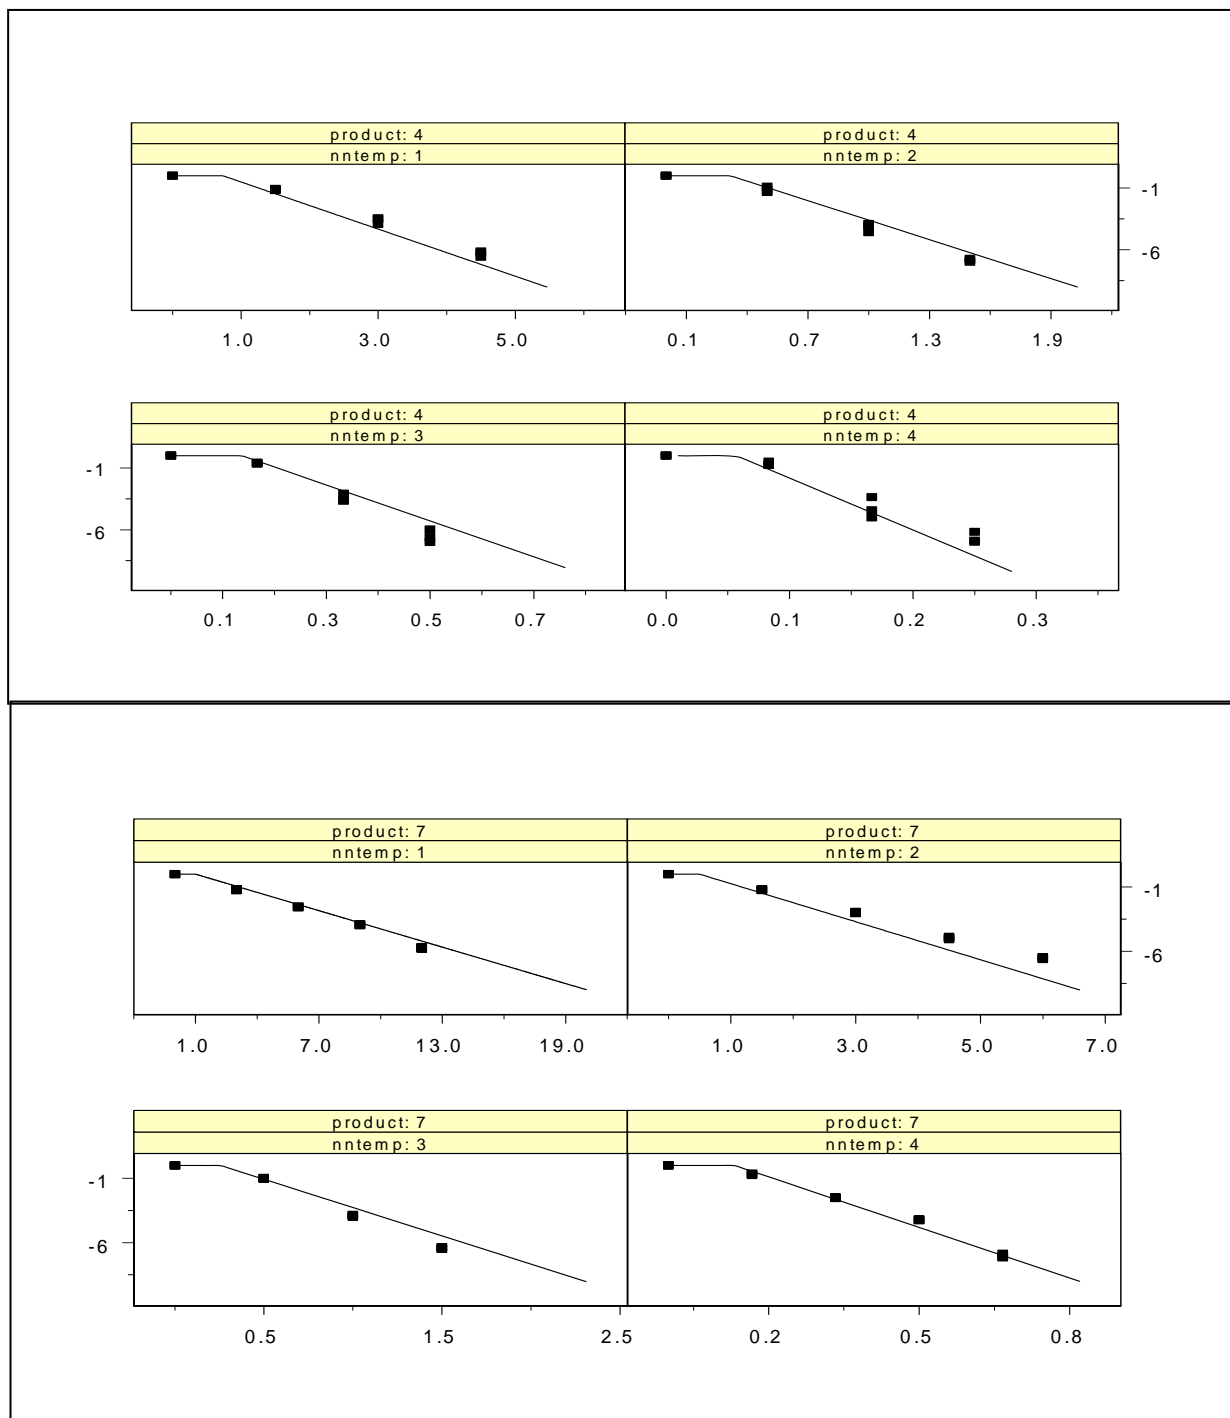 product: 4 product: 4
nntemp: 1 nntemp: 2
-1
-6
1.0 3.0 5.0 0.1 0.7 1.3 1.9
product: 4 product: 4
nntemp: 3 nntemp: 4
-1
-6
0.1 0.3 0.5 0.7 0.0 0.1 0.2 0.3
product: 7 product: 7
nntemp: 1 nntemp: 2
-1
-6
1.0 7.0 13.0 19.0 1.0 3.0 5.0 7.0
product: 7 product: 7
nntemp: 3 nntemp: 4
-1
-6
0.5 1.5 2.5 0.2 0.5 0.8